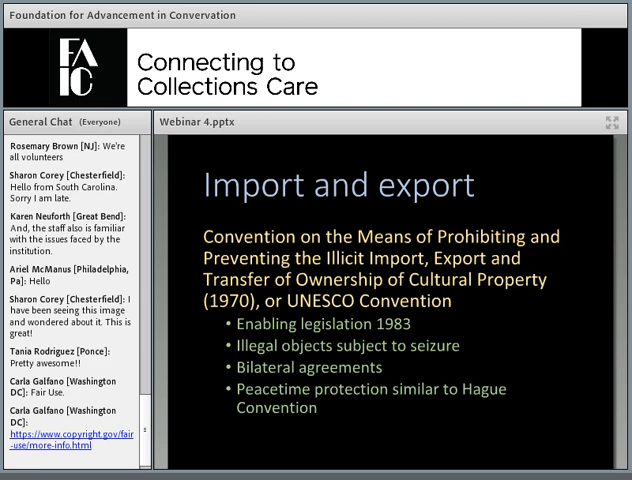 Foundation for Advancement in Convervation
FA
IC
Connecting to
Collections Care
General Chat (Everyone)
Rosemary Brown [NJ]: We're
all volunteers
Sharon Corey [Chesterfield]:
Hello from South Carolina.
Sorry I am late.
Karen Neuforth [Great Bend]:
And, the staff also is familiar
with the issues faced by the
institution.
Ariel McManus [Philadelphia,
Pa]: Hello
Sharon Corey [Chesterfield]: I
have been seeing this image
and wondered about it. This is
great!
Tania Rodriguez [Ponce]:
Pretty awesome!!
Carla Galfano [Washington
DC]: Fair Use.
Carla Galfano [Washington
DC]:
https://www.copyright.gov/fair
-use/more-info.html
Webinar 4.pptx
Import and export
Convention on the Means of Prohibiting and
Preventing the Illicit Import, Export and
Transfer of Ownership of Cultural Property
(1970), or UNESCO Convention
• Enabling legislation 1983
• Illegal objects subject to seizure
• Bilateral agreements
• Peacetime protection similar to Hague
Convention